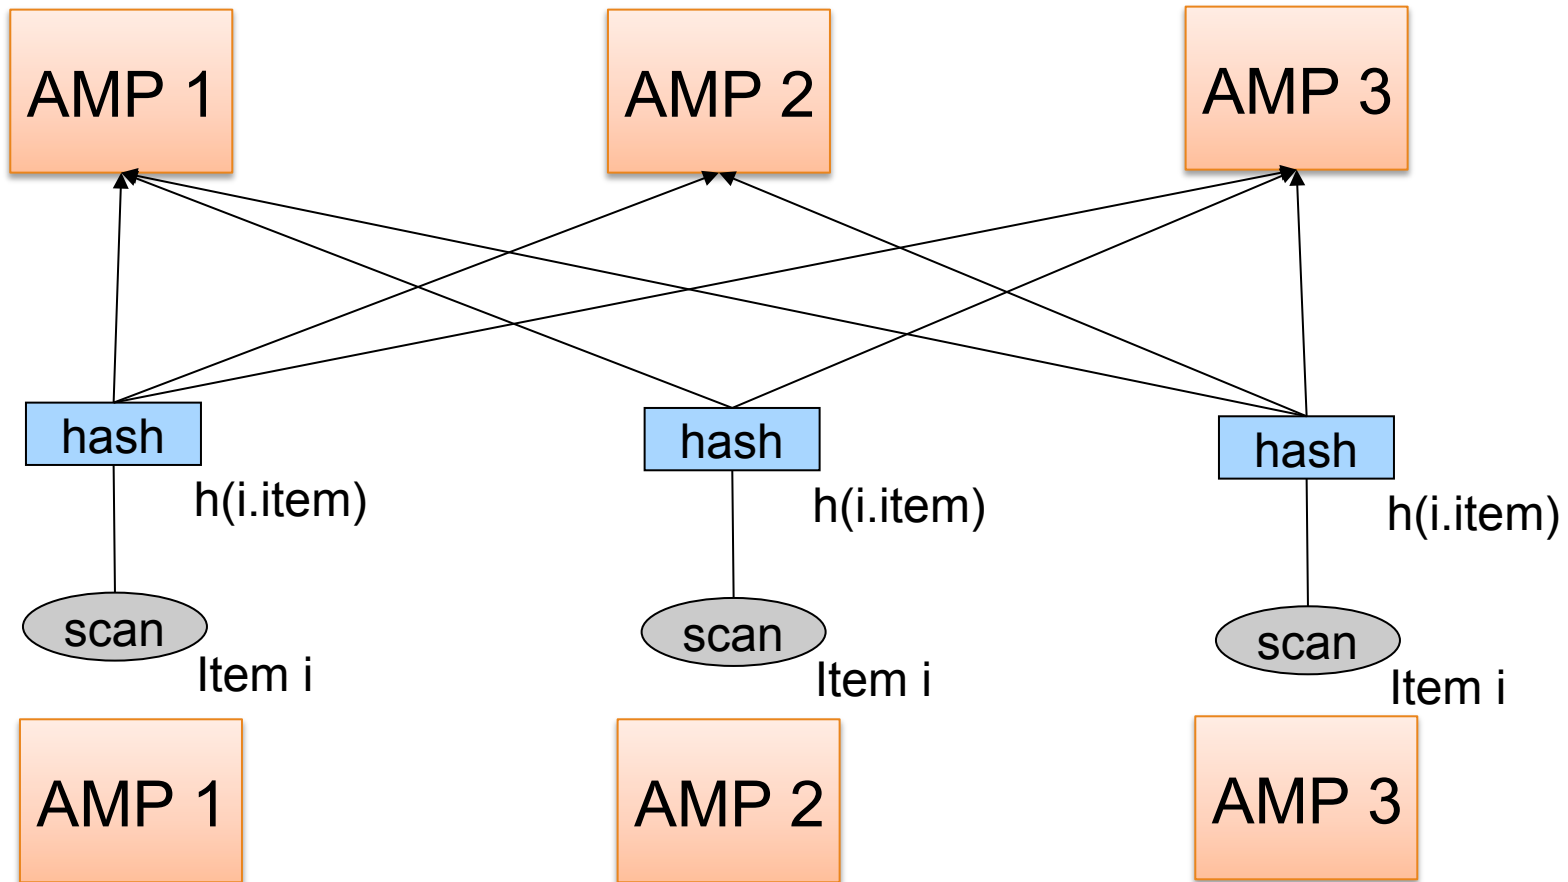 AMP 1
AMP 2
AMP 3
hash
hash
hash
h(i.item)
h(i.item)
h(i.item)
scan
scan
scan
Item i
Item i
Item i
AMP 1
AMP 2
AMP 3